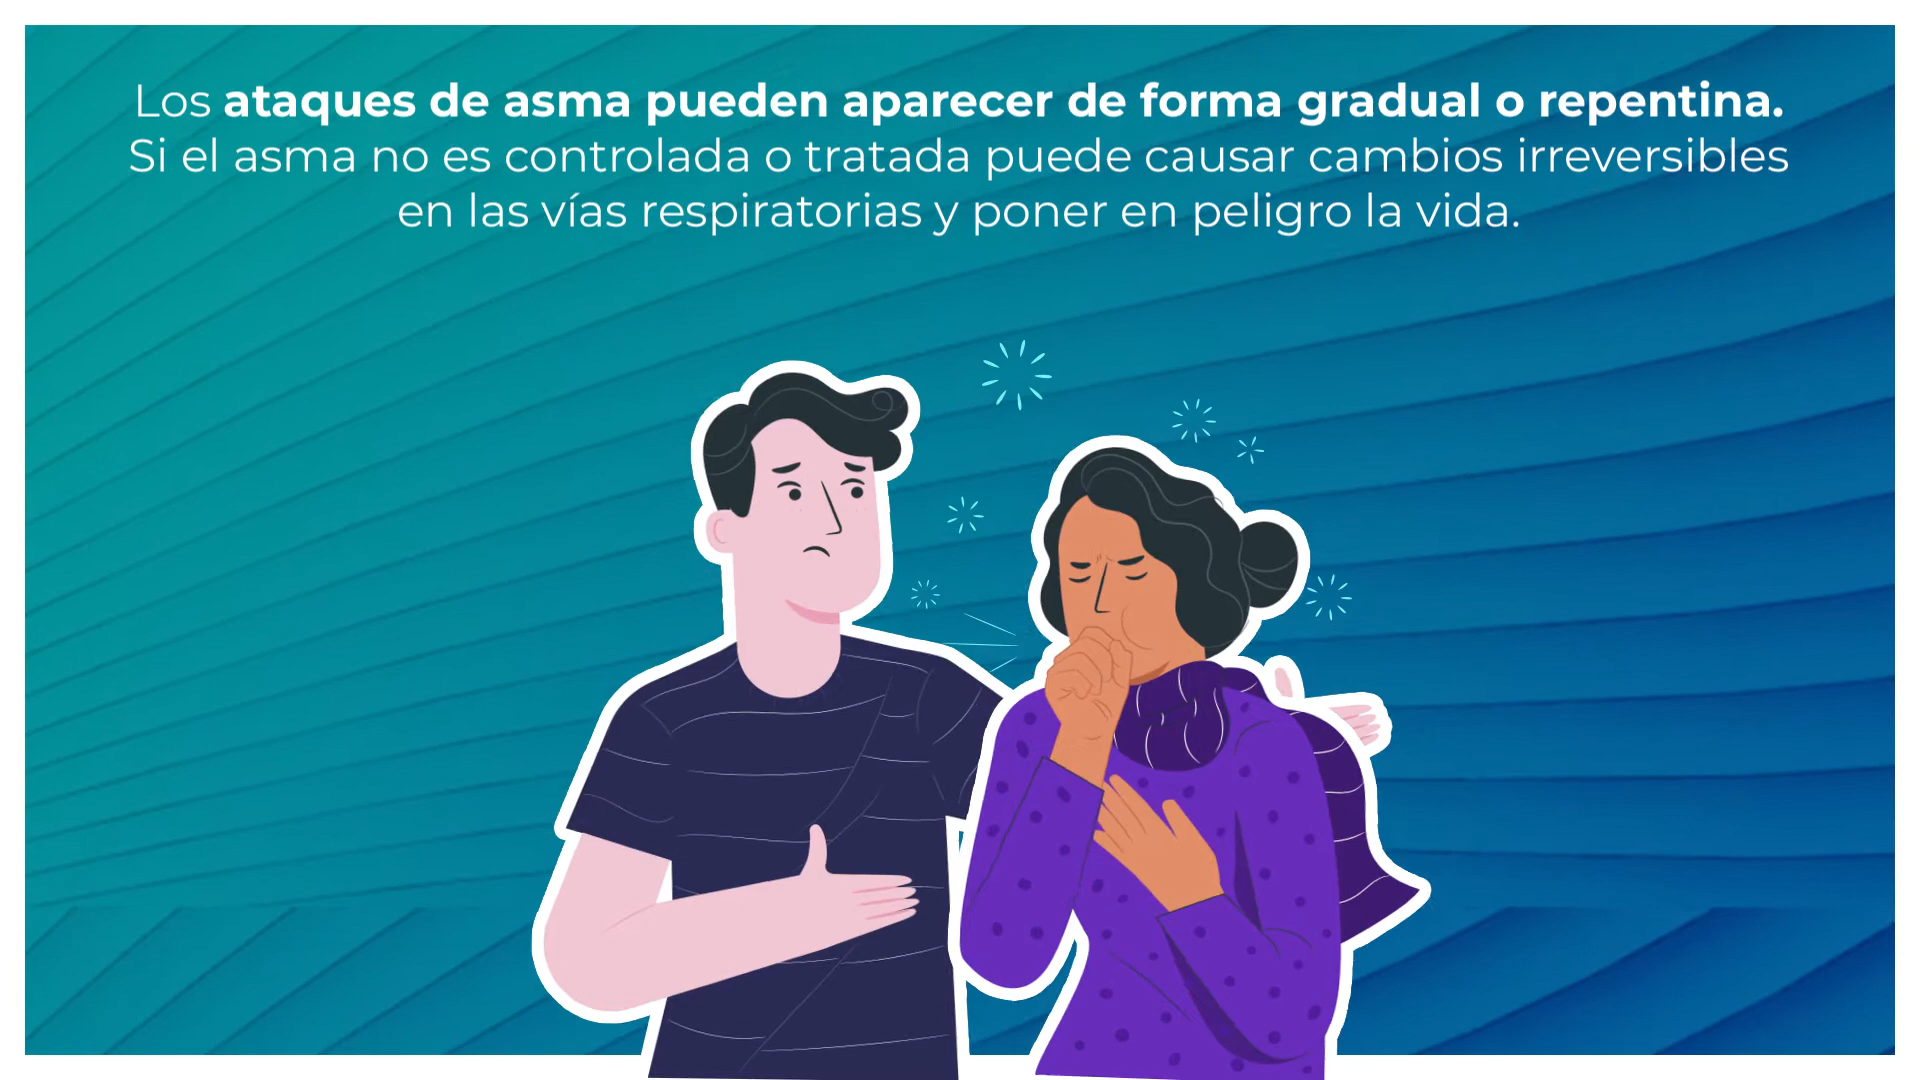 Los ataques de asma pueden aparecer de forma gradual o repentina.
Si el asma no es controlada o tratada puede causar cambios irreversibles
en las vías respiratorias y poner en peligro la vida.